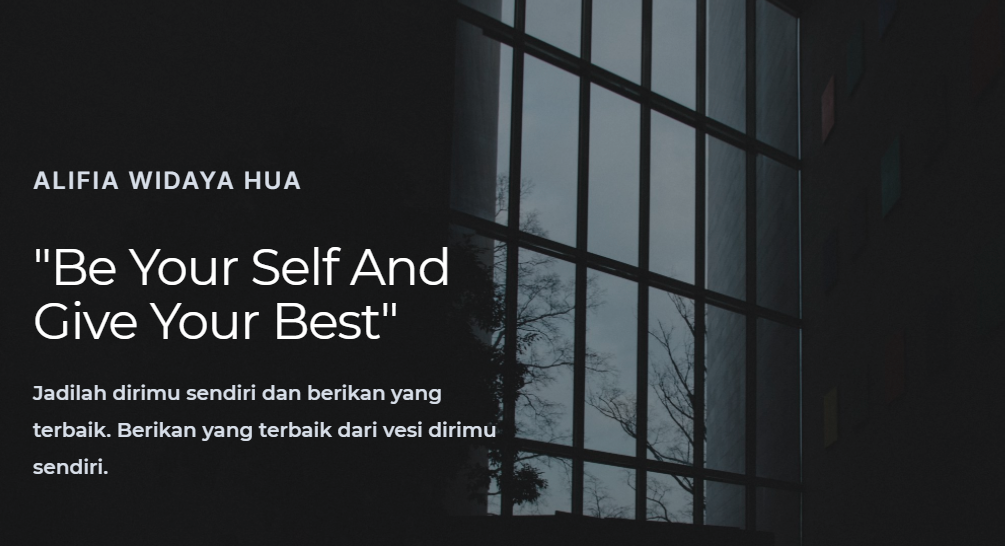 ALIFIA WIDAYA HUA
"Be Your Self And
Give Your Best"
Jadilah dirimu sendiri dan berikan yang
terbaik. Berikan yang terbaik dari vesi dirimu
sendiri.